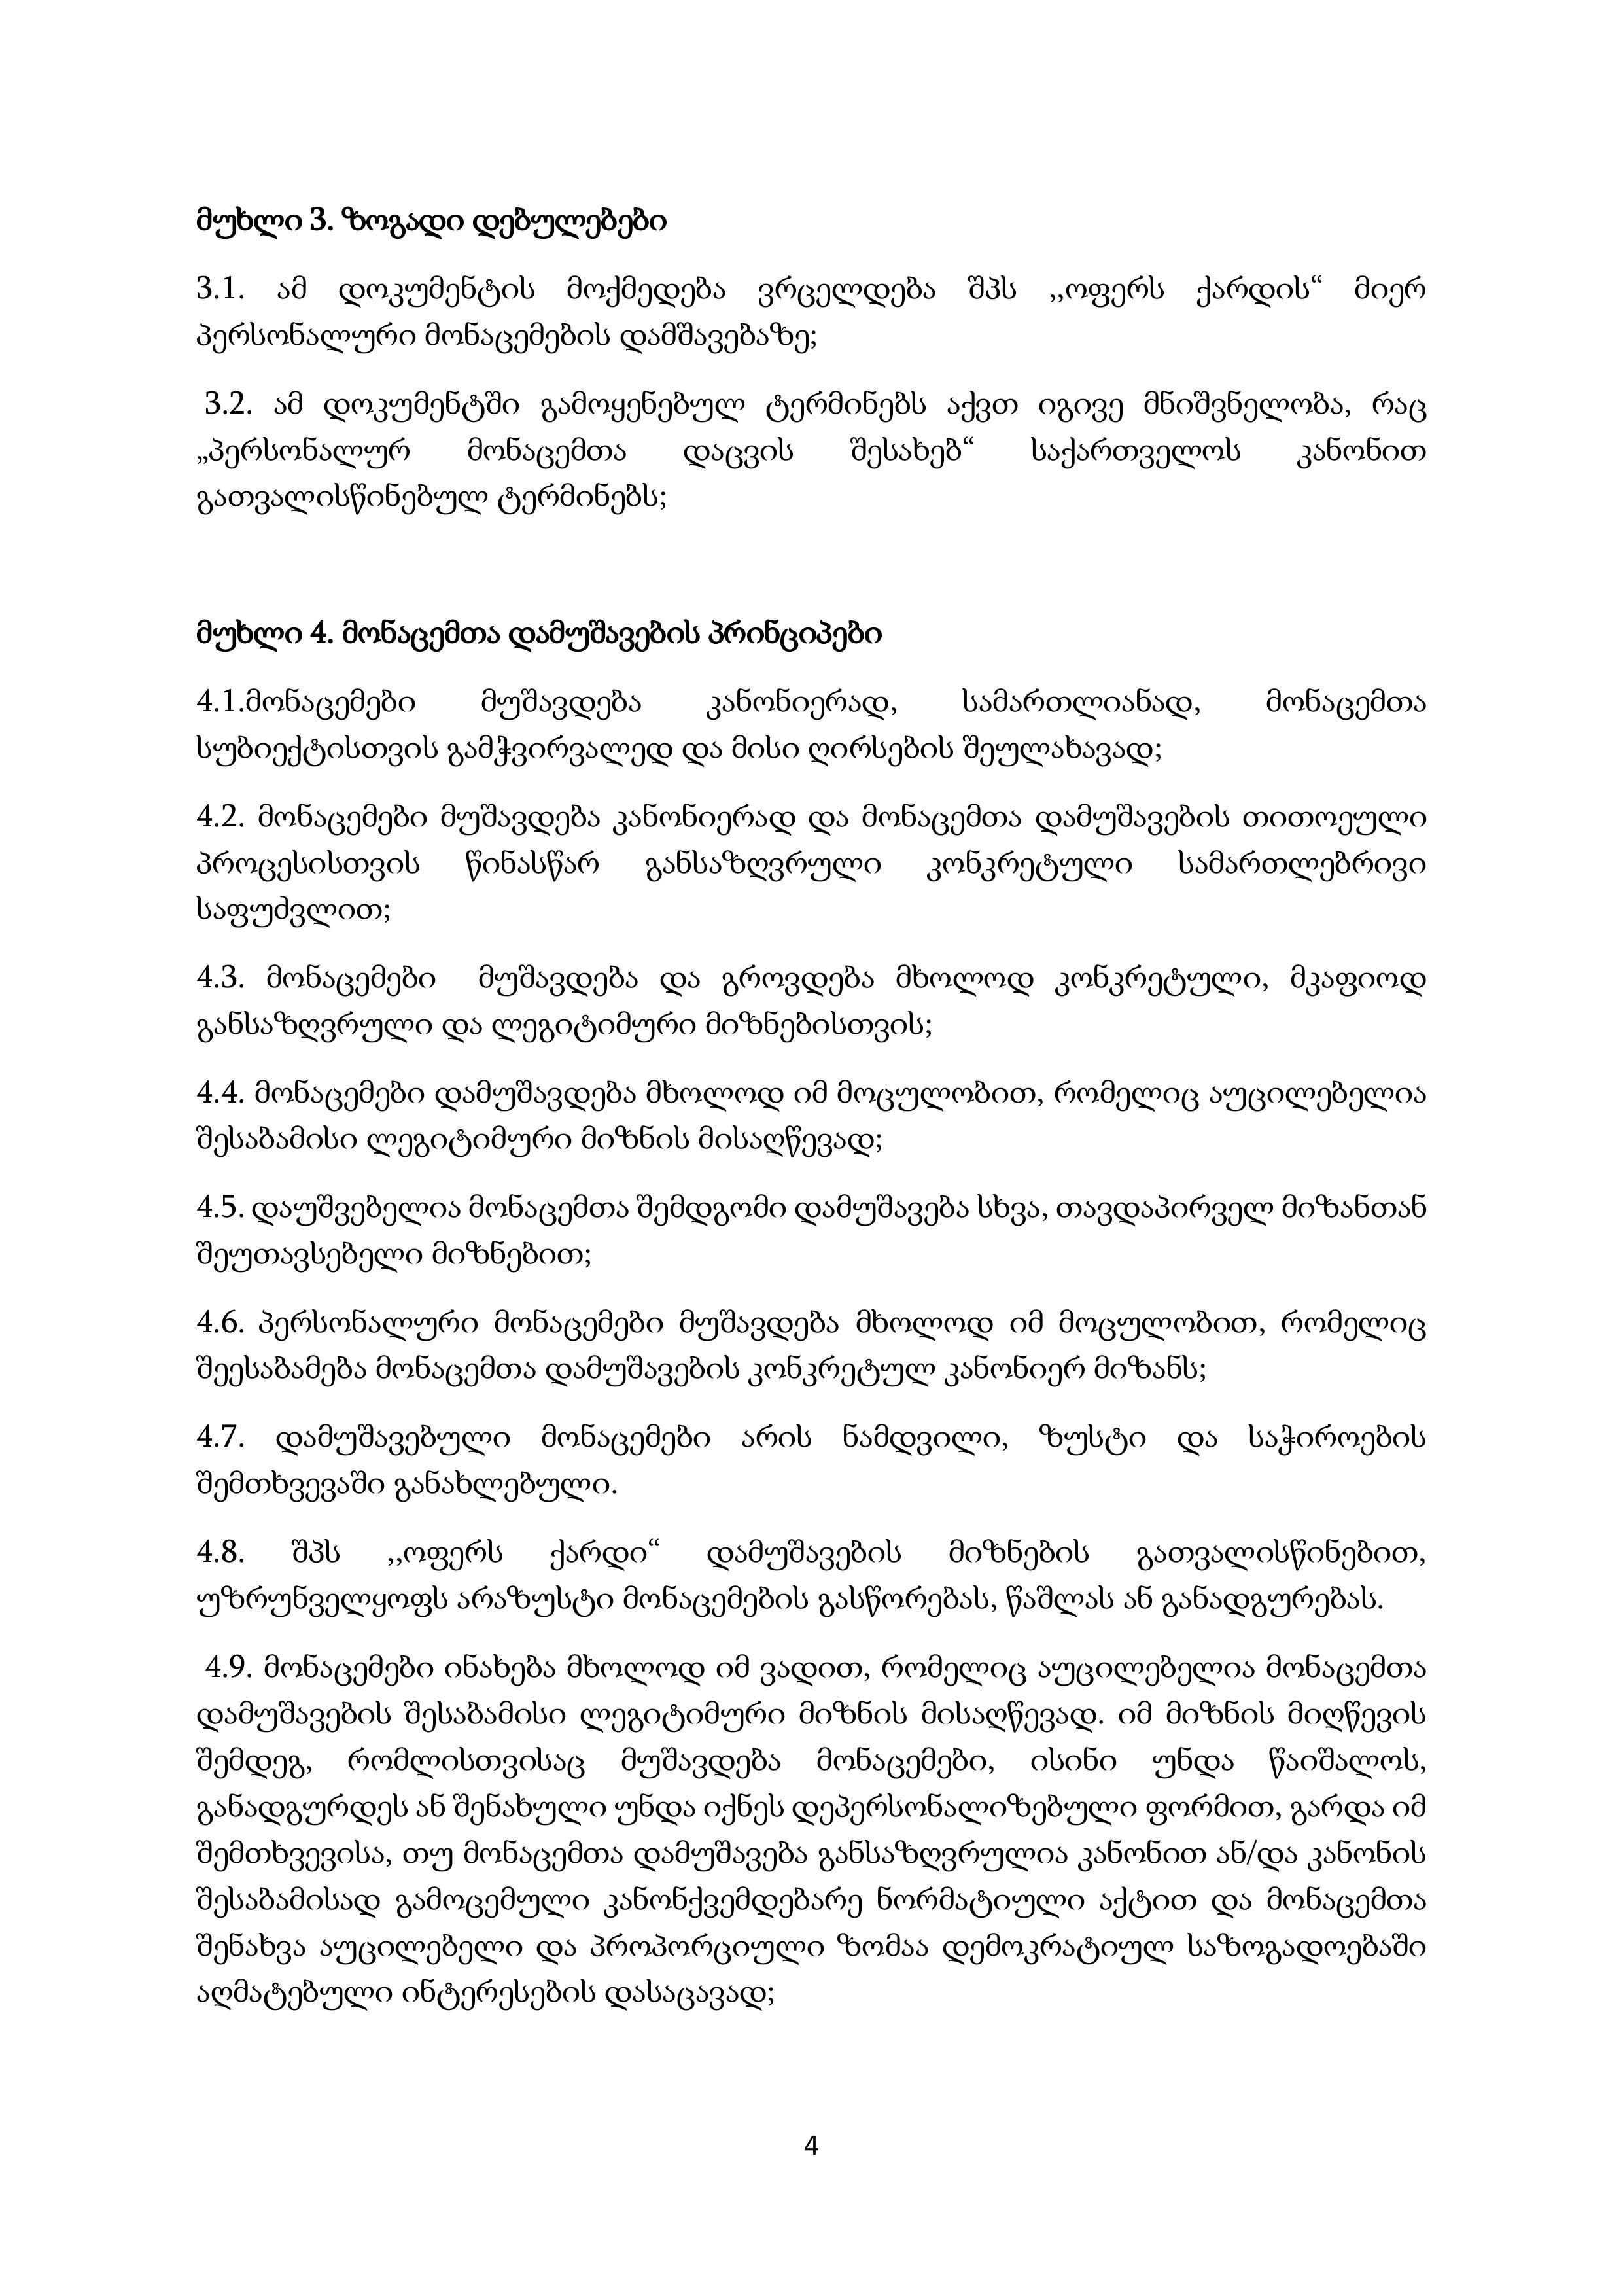 მუხლი 3. ზოგადი დებულებები
3.1. ამ დოკუმენტის მოქმედება ვრცელდება შპს ,,ოფერს ქარდის“ მიერ
პერსონალური მონაცემების დამშავებაზე;
3.2. ამ დოკუმენტში გამოყენებულ ტერმინებს აქვთ იგივე მნიშვნელობა, რაც
„პერსონალურ მონაცემთა დაცვის შესახებ“ საქართველოს კანონით
გათვალისწინებულ ტერმინებს;
მუხლი 4. მონაცემთა დამუშავების პრინციპები
4.1.მონაცემები მუშავდება კანონიერად, სამართლიანად, მონაცემთა
სუბიექტისთვის გამჭვირვალედ და მისი ღირსების შეულახავად;
4.2. მონაცემები მუშავდება კანონიერად და მონაცემთა დამუშავების თითოეული
პროცესისთვის წინასწარ განსაზღვრული კონკრეტული სამართლებრივი
საფუძვლით;
4.3. მონაცემები მუშავდება და გროვდება მხოლოდ კონკრეტული, მკაფიოდ
განსაზღვრული და ლეგიტიმური მიზნებისთვის;
4.4. მონაცემები დამუშავდება მხოლოდ იმ მოცულობით, რომელიც აუცილებელია
შესაბამისი ლეგიტიმური მიზნის მისაღწევად;
4.5. დაუშვებელია მონაცემთა შემდგომი დამუშავება სხვა, თავდაპირველ მიზანთან
შეუთავსებელი მიზნებით;
4.6. პერსონალური მონაცემები მუშავდება მხოლოდ იმ მოცულობით, რომელიც
შეესაბამება მონაცემთა დამუშავების კონკრეტულ კანონიერ მიზანს;
4.7. დამუშავებული მონაცემები არის ნამდვილი, ზუსტი და საჭიროების
შემთხვევაში განახლებული.
4.8. შპს ,,ოფერს ქარდი“ დამუშავების მიზნების გათვალისწინებით,
უზრუნველყოფს არაზუსტი მონაცემების გასწორებას, წაშლას ან განადგურებას.
4.9. მონაცემები ინახება მხოლოდ იმ ვადით, რომელიც აუცილებელია მონაცემთა
დამუშავების შესაბამისი ლეგიტიმური მიზნის მისაღწევად. იმ მიზნის მიღწევის
შემდეგ, რომლისთვისაც მუშავდება მონაცემები, ისინი უნდა წაიშალოს,
განადგურდეს ან შენახული უნდა იქნეს დეპერსონალიზებული ფორმით, გარდა იმ
შემთხვევისა, თუ მონაცემთა დამუშავება განსაზღვრულია კანონით ან/და კანონის
შესაბამისად გამოცემული კანონქვემდებარე ნორმატიული აქტით და მონაცემთა
შენახვა აუცილებელი და პროპორციული ზომაა დემოკრატიულ საზოგადოებაში
აღმატებული ინტერესების დასაცავად;
4